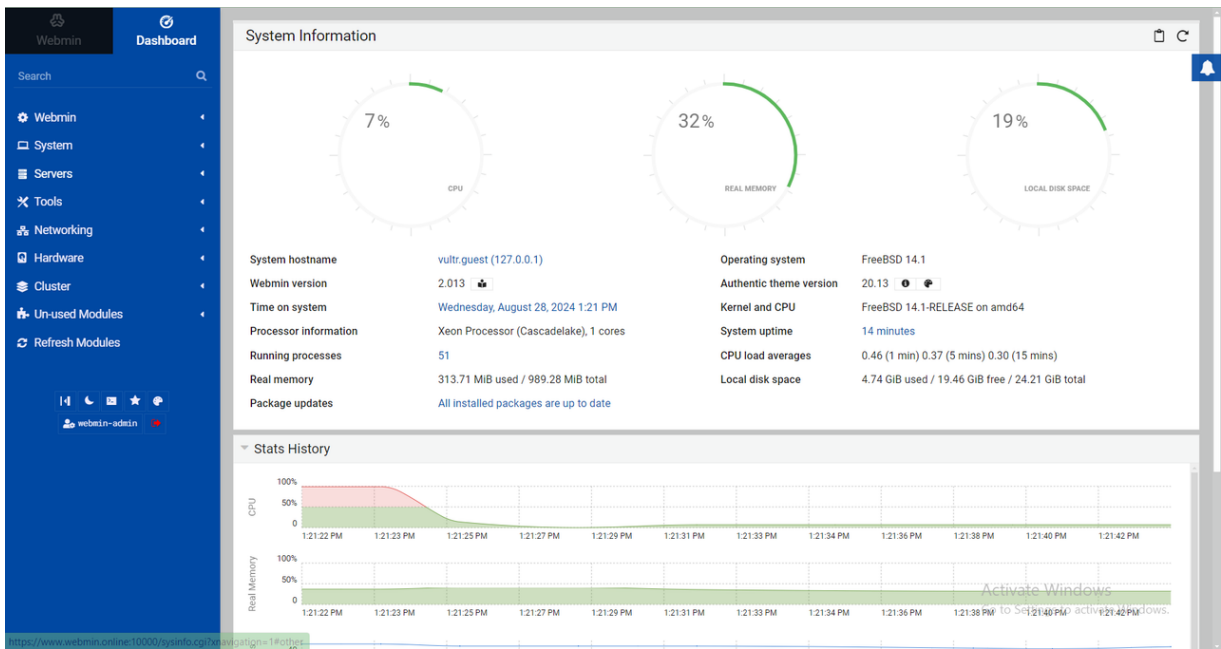 Webmin
Dashboard
Search
Webmin
System
Servers
Tools
Networking
Hardware
Cluster
Un-used Modules
Refresh Modules
webmin-admin
System Information
7%
CPU
32%
REAL MEMORY
19%
LOCAL DISK SPACE
System hostname vultr.guest (127.0.0.1) Operating system FreeBSD 14.1
Webmin version 2.013 Authentic theme version 20.13
Time on system Wednesday, August 28, 2024 1:21 PM Kernel and CPU FreeBSD 14.1-RELEASE on amd64
Processor information Xeon Processor (Cascadelake), 1 cores System uptime 14 minutes
Running processes 51 CPU load averages 0.46 (1 min) 0.37 (5 mins) 0.30 (15 mins)
Real memory 313.71 MiB used / 989.28 MiB total Local disk space 4.74 GiB used / 19.46 GiB free / 24.21 GiB total
Package updates All installed packages are up to date
Stats History
CPU
100%
50%
0
1:21:22 PM 1:21:23 PM 1:21:25 PM 1:21:27 PM 1:21:29 PM 1:21:31 PM 1:21:33 PM 1:21:34 PM 1:21:36 PM 1:21:38 PM 1:21:40 PM 1:21:42 PM
Real Memory
100%
50%
0
1:21:22 PM 1:21:23 PM 1:21:25 PM 1:21:27 PM 1:21:29 PM 1:21:31 PM 1:21:33 PM 1:21:34 PM 1:21:36 PM 1:21:38 PM 1:21:40 PM 1:21:42 PM
Activate Windows
Go to Settings to activate Windows.
https://www.webmin.online:10000/sysinfo.cgi?xnavigation=1#other